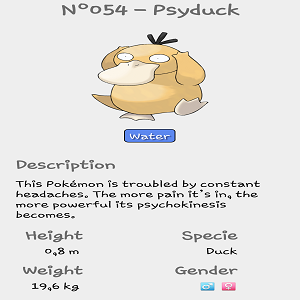 Nº054 - Psyduck
Water
Description
This Pokémon is troubled by constant
headaches. The more pain it's in, the
more powerful its psychokinesis
becomes.
Height Specie
0,8 m Duck
Weight Gender
19,6 kg